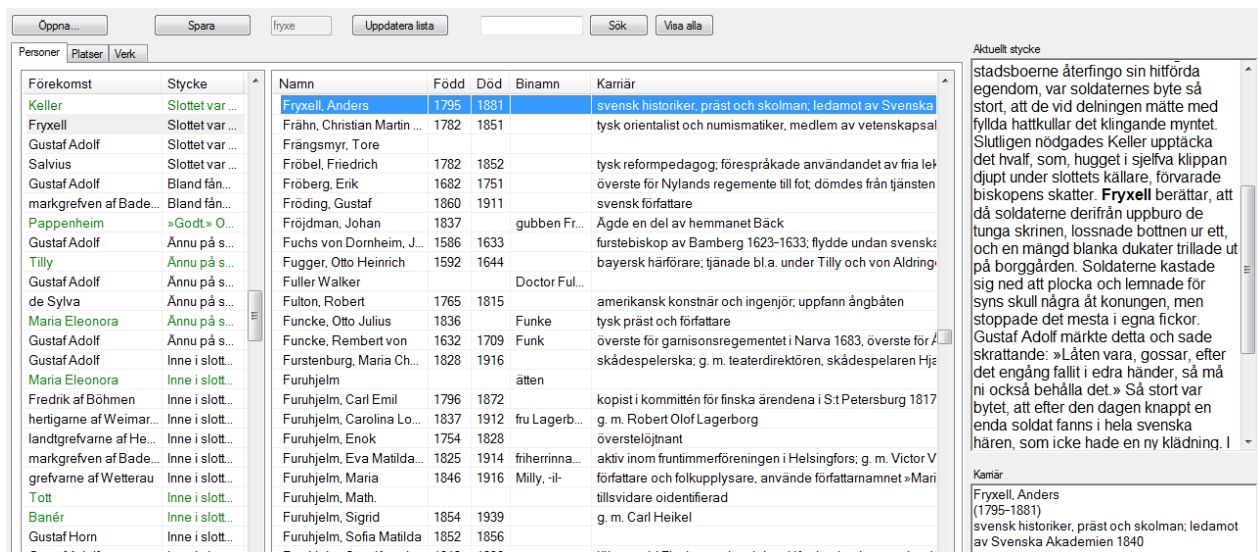 Öppna... Spara fryxe Uppdatera lista Sök Visa alla
Personer Platser Verk
Förekomst Stycke
Keller Slottet var ...
Fryxell Slottet var ...
Gustaf Adolf Slottet var ...
Salvius Slottet var ...
Gustaf Adolf Bland fån...
markgrefven af Bade... Bland fån...
Pappenheim »Godt.» O...
Gustaf Adolf Ännu på s...
Tilly Ännu på s...
Gustaf Adolf Ännu på s...
de Sylva Ännu på s...
Maria Eleonora Ännu på s...
Gustaf Adolf Ännu på s...
Gustaf Adolf Inne i slott...
Maria Eleonora Inne i slott...
Fredrik af Böhmen Inne i slott...
hertigarne af Weimar... Inne i slott...
landtgrefvarne af He... Inne i slott...
markgrefven af Bade... Inne i slott...
grefvarne af Wetterau Inne i slott...
Tott Inne i slott...
Banér Inne i slott...
Gustaf Horn Inne i slott...
Namn Född Död Binamn Karriär
Fryxell, Anders 1795 1881 svensk historiker, präst och skolman; ledamot av Svenska
Frähn, Christian Martin ... 1782 1851 tysk orientalist och numismatiker, medlem av vetenskapsal
Frängsmyr, Tore
Fröbel, Friedrich 1782 1852 tysk reformpedagog; förespråkade användandet av fria lek
Fröberg, Erik 1682 1751 överste för Nylands regemente till fot; dömdes från tjänsten
Fröding, Gustaf 1860 1911 svensk författare
Fröjdman, Johan 1837 gubben Fr... Ägde en del av hemmanet Bäck
Fuchs von Dornheim, J... 1586 1633 furstebiskop av Bamberg 1623-1633; flydde undan svenska
Fugger, Otto Heinrich 1592 1644 bayersk härförare; tjänade bl.a. under Tilly och von Aldring
Fuller Walker Doctor Ful...
Fulton, Robert 1765 1815 amerikansk konstnär och ingenjör; uppfann ångbåten
Funcke, Otto Julius 1836 Funke tysk präst och författare
Funcke, Rembert von 1632 1709 Funk överste för garnisonsregementet i Narva 1683, överste för
Furstenburg, Maria Ch... 1828 1916 skådespelerska; g. m. teaterdirektören, skådespelaren Hja
Furuhjelm ätten
Furuhjelm, Carl Emil 1796 1872 kopist i kommittén för finska ärendena i S:t Petersburg 1817
Furuhjelm, Carolina Lo... 1837 1912 fru Lagerb... g. m. Robert Olof Lagerborg
Furuhjelm, Enok 1754 1828 överstelöjtnant
Furuhjelm, Eva Matilda... 1825 1914 friherrinna... aktiv inom fruntimmerföreningen i Helsingfors; g. m. Victor V
Furuhjelm, Maria 1846 1916 Milly, -il- författare och folkupplysare, använde författarnamnet »Mari
Furuhjelm, Math. tillsvidare oidentifierad
Furuhjelm, Sigrid 1854 1939 g. m. Carl Heikel
Furuhjelm, Sofia Matilda 1852 1856
Aktuellt stycke
stadsboerne återfingo sin hitförda
egendom, var soldaternes byte så
stort, att de vid delningen mätte med
fyllda hattkullar det klingande myntet.
Slutligen nödgades Keller upptäcka
det hvalf, som, hugget i sjelfva klippan
djupt under slottets källare, förvarade
biskopens skatter. Fryxell berättar, att
då soldaterne derifrån uppburo de
tunga skrinen, lossnade bottnen ur ett,
och en mängd blanka dukater trillade ut
på borggården. Soldaterne kastade
sig ned att plocka och lemnade för
syns skull några åt konungen, men
stoppade det mesta i egna fickor.
Gustaf Adolf märkte detta och sade
skrattande: »Låten vara, gossar, efter
det engång fallit i edra händer, så må
ni också behålla det.» Så stort var
bytet, att efter den dagen knappt en
enda soldat fanns i hela svenska
hären, som icke hade en ny klädning. I
Karriär
Fryxell, Anders
(1795-1881)
svensk historiker, präst och skolman; ledamot
av Svenska Akademien 1840